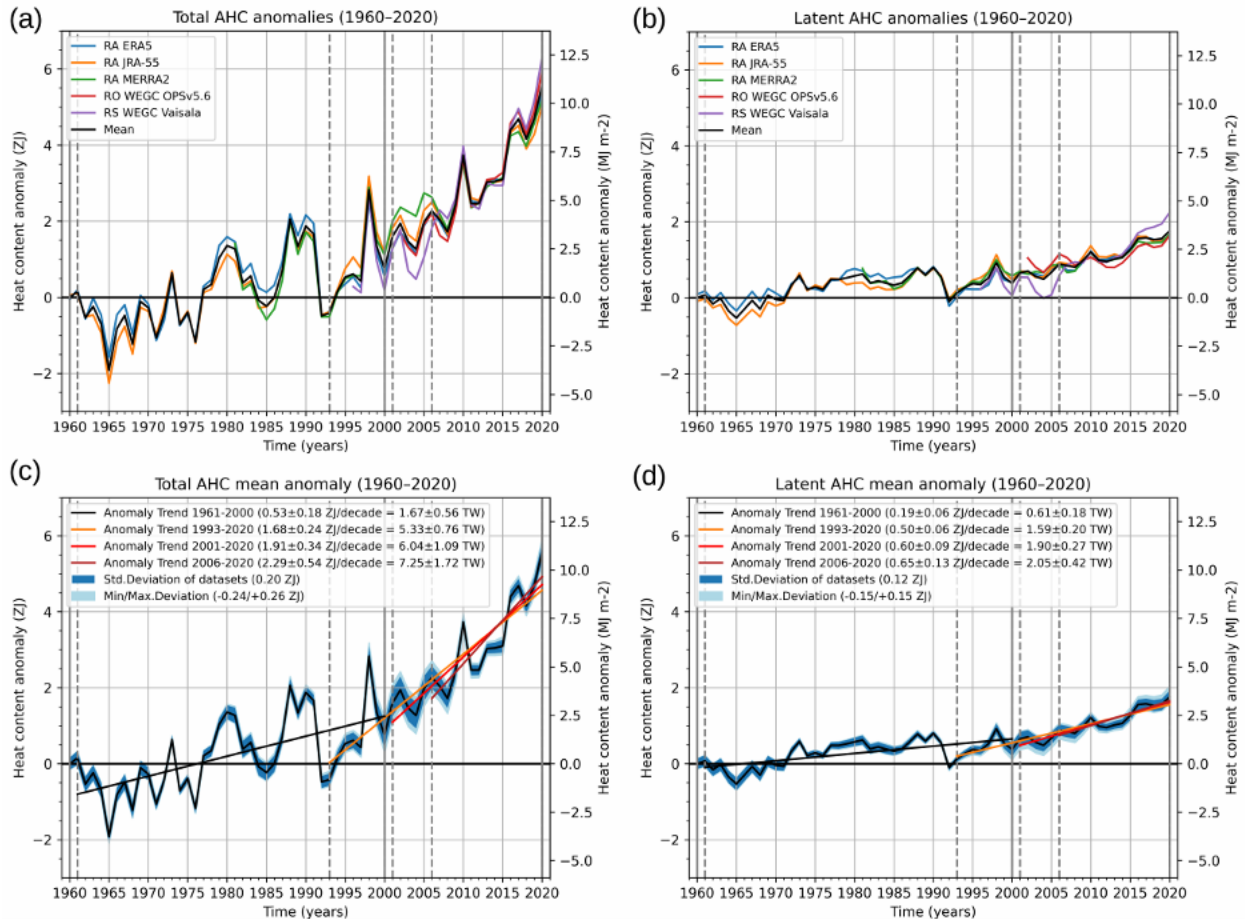 (a)
Total AHC anomalies (1960–2020)
RA ERA5
RA JRA-55
RA MERRA2
RO WEGC OPSv5.6
RS WEGC Vaisala
Mean
Heat content anomaly (ZJ)
6
4
2
0
−2
12.5
10.0
7.5
5.0
2.5
0.0
−2.5
−5.0
Heat content anomaly (MJ m-2)
1960 1965 1970 1975 1980 1985 1990 1995 2000 2005 2010 2015 2020
Time (years)
(b)
Latent AHC anomalies (1960–2020)
RA ERA5
RA JRA-55
RA MERRA2
RO WEGC OPSv5.6
RS WEGC Vaisala
Mean
Heat content anomaly (ZJ)
6
4
2
0
−2
12.5
10.0
7.5
5.0
2.5
0.0
−2.5
−5.0
Heat content anomaly (MJ m-2)
1960 1965 1970 1975 1980 1985 1990 1995 2000 2005 2010 2015 2020
Time (years)
(c)
Total AHC mean anomaly (1960–2020)
Anomaly Trend 1961-2000 (0.53±0.18 ZJ/decade = 1.67±0.56 TW)
Anomaly Trend 1993-2020 (1.68±0.24 ZJ/decade = 5.33±0.76 TW)
Anomaly Trend 2001-2020 (1.91±0.34 ZJ/decade = 6.04±1.09 TW)
Anomaly Trend 2006-2020 (2.29±0.54 ZJ/decade = 7.25±1.72 TW)
Std.Deviation of datasets (0.20 ZJ)
Min/Max.Deviation (-0.24/+0.26 ZJ)
Heat content anomaly (ZJ)
6
4
2
0
−2
12.5
10.0
7.5
5.0
2.5
0.0
−2.5
−5.0
Heat content anomaly (MJ m-2)
1960 1965 1970 1975 1980 1985 1990 1995 2000 2005 2010 2015 2020
Time (years)
(d)
Latent AHC mean anomaly (1960–2020)
Anomaly Trend 1961-2000 (0.19±0.06 ZJ/decade = 0.61±0.18 TW)
Anomaly Trend 1993-2020 (0.50±0.06 ZJ/decade = 1.59±0.20 TW)
Anomaly Trend 2001-2020 (0.60±0.09 ZJ/decade = 1.90±0.27 TW)
Anomaly Trend 2006-2020 (0.65±0.13 ZJ/decade = 2.05±0.42 TW)
Std.Deviation of datasets (0.12 ZJ)
Min/Max.Deviation (-0.15/+0.15 ZJ)
Heat content anomaly (ZJ)
6
4
2
0
−2
12.5
10.0
7.5
5.0
2.5
0.0
−2.5
−5.0
Heat content anomaly (MJ m-2)
1960 1965 1970 1975 1980 1985 1990 1995 2000 2005 2010 2015 2020
Time (years)